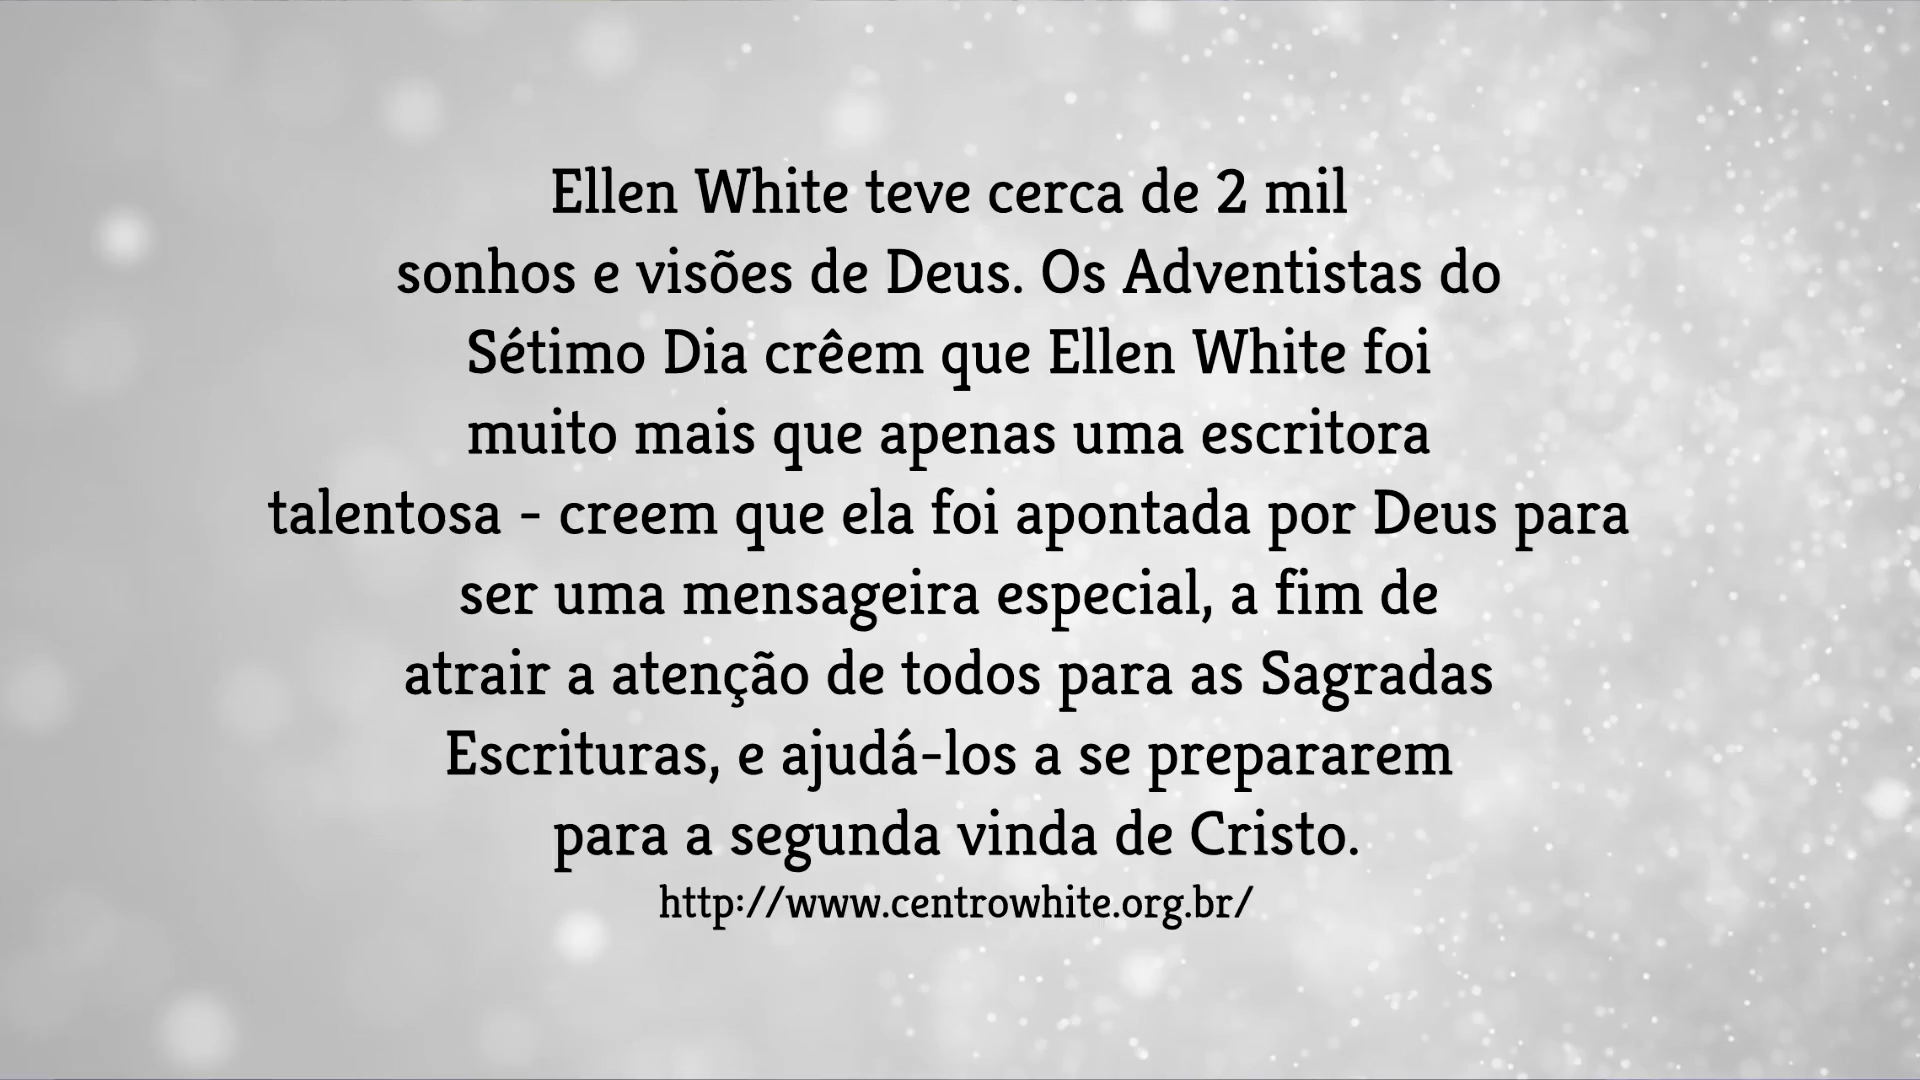 Ellen White teve cerca de 2 mil
sonhos e visões de Deus. Os Adventistas do
Sétimo Dia crêem que Ellen White foi
muito mais que apenas uma escritora
talentosa - creem que ela foi apontada por Deus para
ser uma mensageira especial, a fim de
atrair a atenção de todos para as Sagradas
Escrituras, e ajudá-los a se prepararem
para a segunda vinda de Cristo.
http://www.centrowhite.org.br/